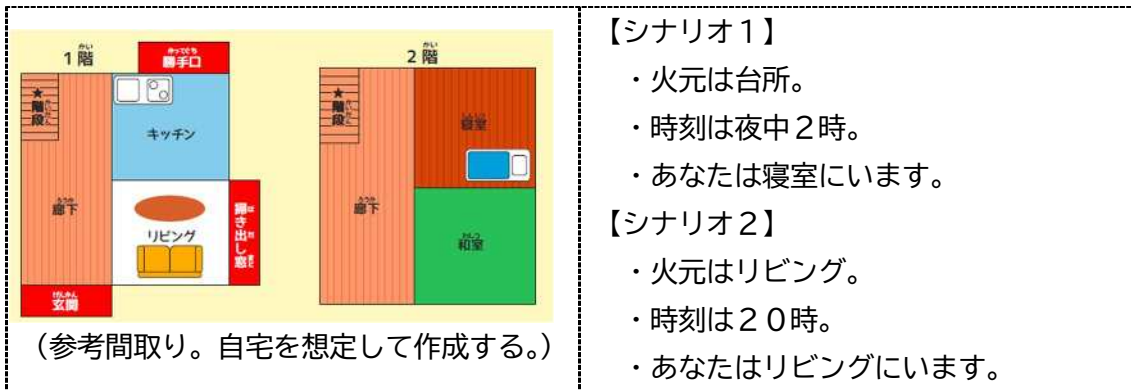 1階
勝手口
★階段
キッチン
廊下
リビング
掃き出し窓
玄関
2階
★階段
寝室
廊下
和室
(参考間取り。自宅を想定して作成する。)
【シナリオ1】
・火元は台所。
・時刻は夜中2時。
・あなたは寝室にいます。
【シナリオ2】
・火元はリビング。
・時刻は20時。
・あなたはリビングにいます。